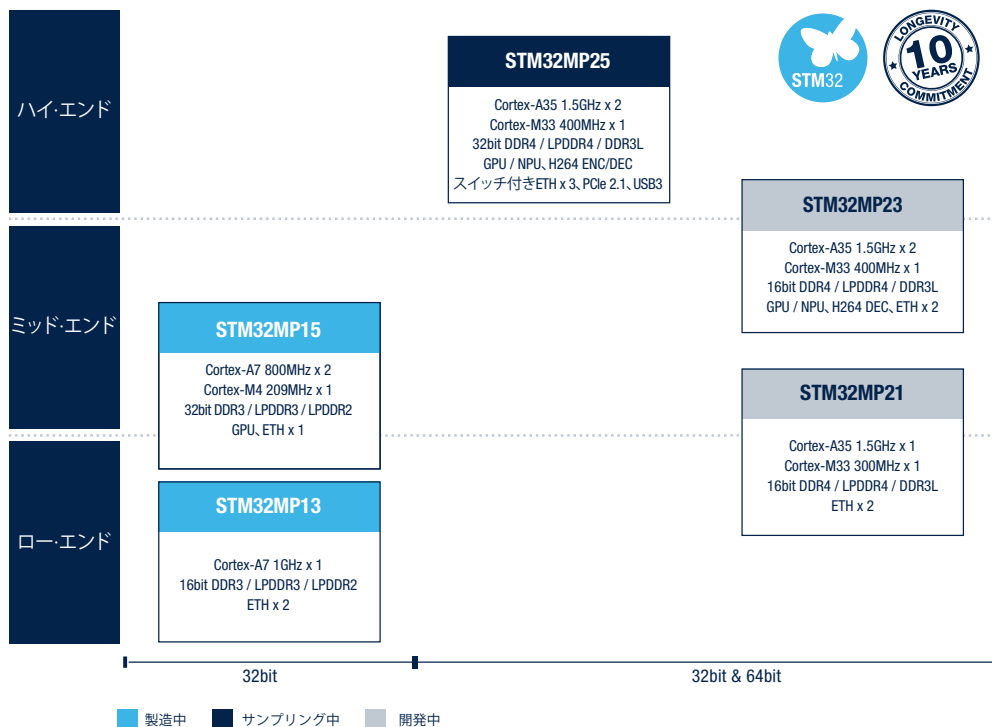 ハイ・エンド
STM32MP25
Cortex-A35 1.5GHz x 2
Cortex-M33 400MHz x 1
32bit DDR4 / LPDDR4 / DDR3L
GPU / NPU、H264 ENC/DEC
スイッチ付きETH x 3、PCIe 2.1、USB3
STM32
LONGEVITY
10
YEARS
COMMITMENT
STM32MP23
Cortex-A35 1.5GHz x 2
Cortex-M33 400MHz x 1
16bit DDR4 / LPDDR4 / DDR3L
GPU / NPU、H264 DEC、ETH x 2
ミッド・エンド
STM32MP15
Cortex-A7 800MHz x 2
Cortex-M4 209MHz x 1
32bit DDR3 / LPDDR3 / LPDDR2
GPU、ETH x 1
STM32MP21
Cortex-A35 1.5GHz x 1
Cortex-M33 300MHz x 1
16bit DDR4 / LPDDR4 / DDR3L
ETH x 2
ロー・エンド
STM32MP13
Cortex-A7 1GHz x 1
16bit DDR3 / LPDDR3 / LPDDR2
ETH x 2
32bit
32bit & 64bit
製造中
サンプリング中
開発中